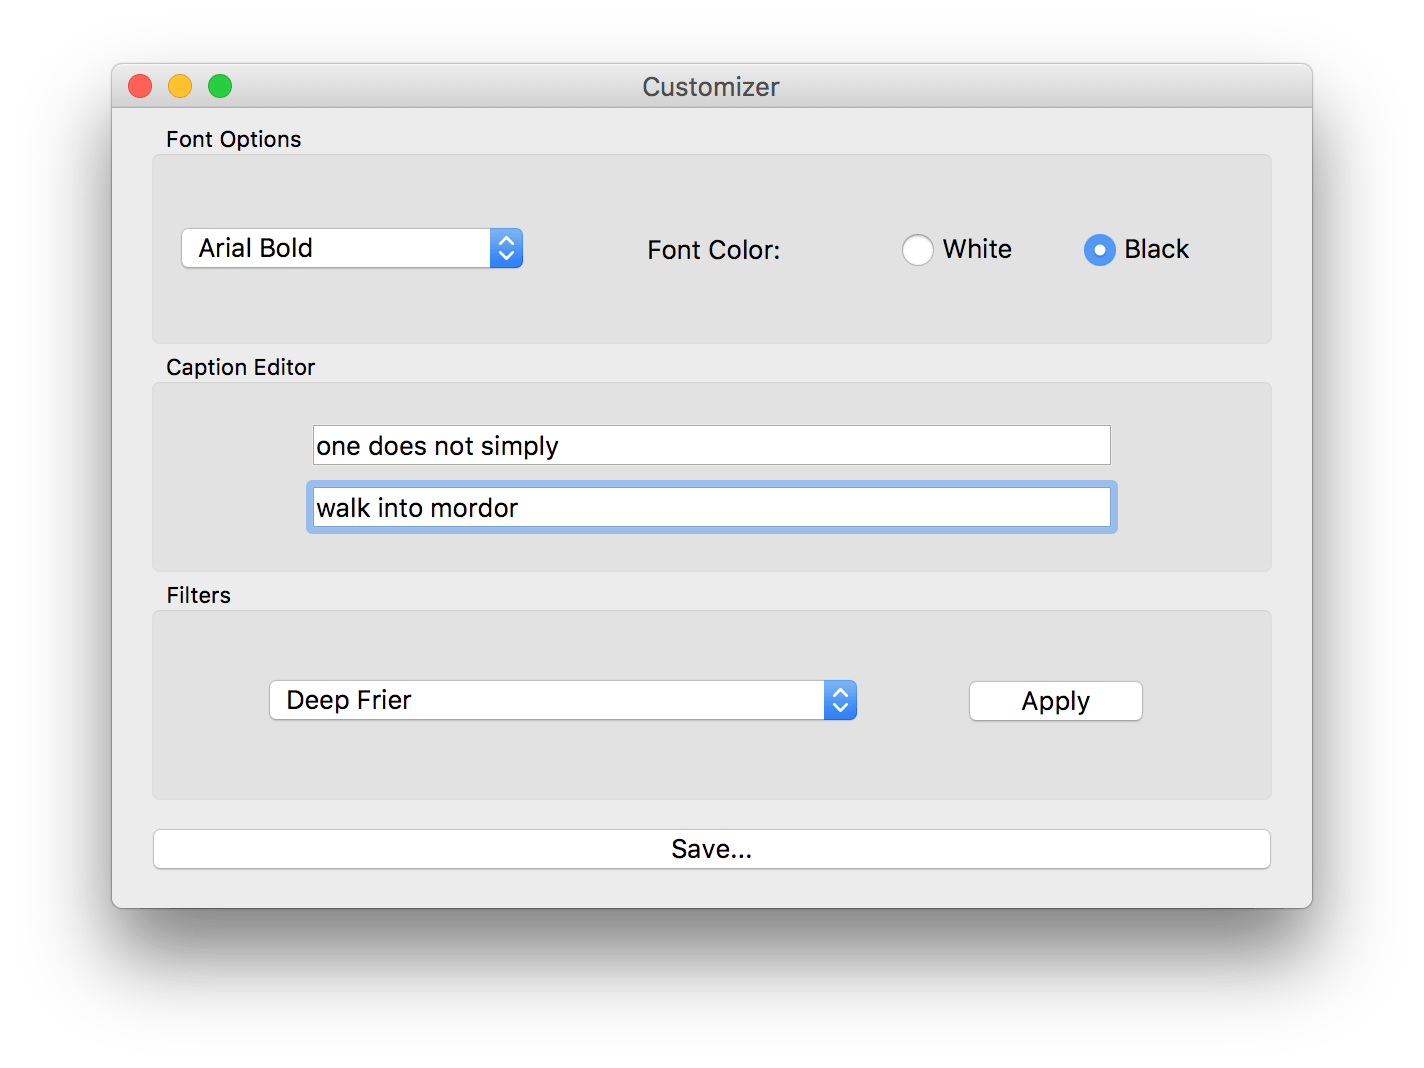 Customizer
Font Options
Arial Bold Font Color: White Black
Caption Editor
one does not simply
walk into mordor
Filters
Deep Frier Apply
Save...